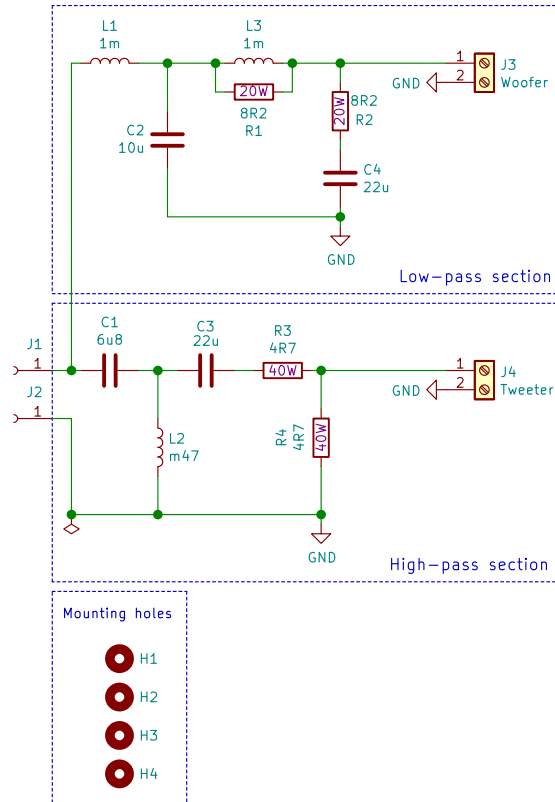 L1
1m
L3
1m
20W
8R2
R1
C2
10u
20W
8R2
R2
C4
22u
GND
1
2
GND
J3
Woofer
Low-pass section
J1
1
J2
1
C1
6u8
C3
22u
R3
4R7
40W
L2
m47
R4
4R7
40W
GND
1
2
GND
J4
Tweeter
High-pass section
Mounting holes
H1
H2
H3
H4